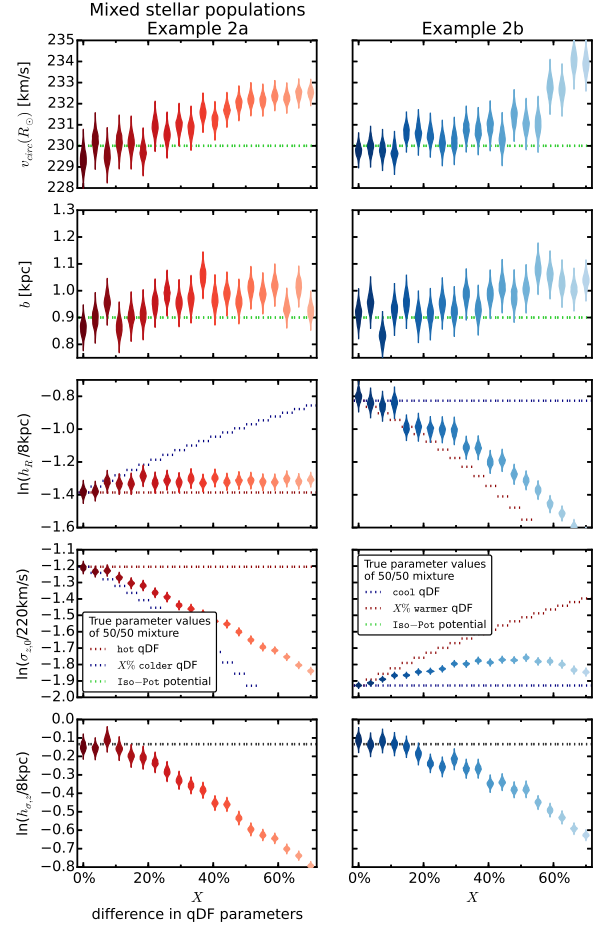 Mixed stellar populations
Example 2a
Example 2b
235
234
233
232
231
230
229
228
v_circ(R_⊙) [km/s]
1.3
1.2
1.1
1.0
0.9
0.8
b [kpc]
−0.8
−1.0
−1.2
−1.4
−1.6
ln(h_R/8kpc)
−1.1
−1.2
−1.3
−1.4
−1.5
−1.6
−1.7
−1.8
−1.9
−2.0
ln(σ_z,0/220km/s)
True parameter values
of 50/50 mixture
hot qDF
X% colder qDF
Iso−Pot potential
True parameter values
of 50/50 mixture
cool qDF
X% warmer qDF
Iso−Pot potential
0.0
−0.1
−0.2
−0.3
−0.4
−0.5
−0.6
−0.7
−0.8
ln(h_σ,z/8kpc)
0% 20% 40% 60%
0% 20% 40% 60%
X
X
difference in qDF parameters